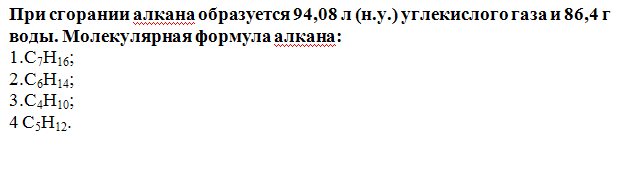 При сгорании алкана образуется 94,08 л (н.у.) углекислого газа и 86,4 г
воды. Молекулярная формула алкана:
1.C₇H₁₆;
2.C₆H₁₄;
3.C₄H₁₀;
4 C₅H₁₂.